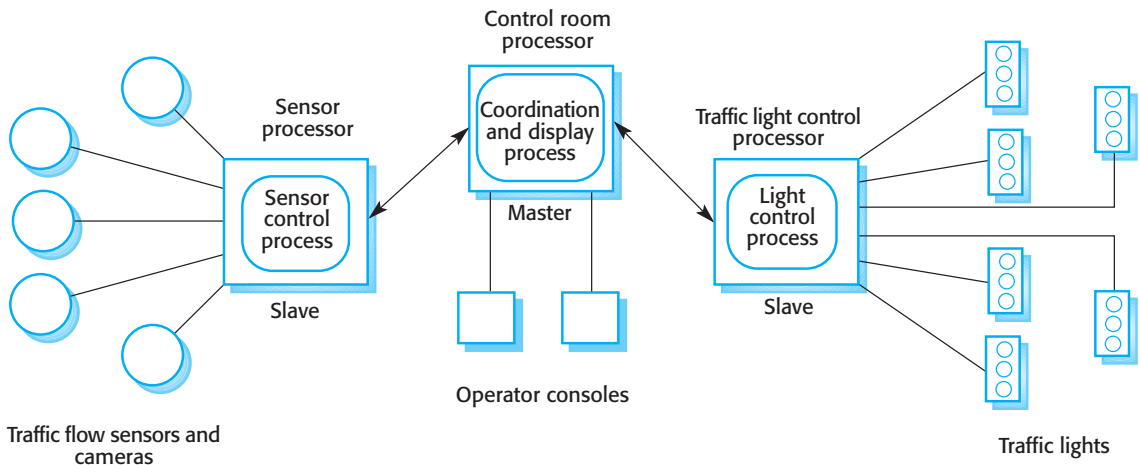 Control room
processor
Sensor
processor
Coordination
and display
process
Traffic light control
processor
Sensor
control
process
Master
Light
control
process
Slave
Slave
Operator consoles
Traffic flow sensors and
cameras
Traffic lights